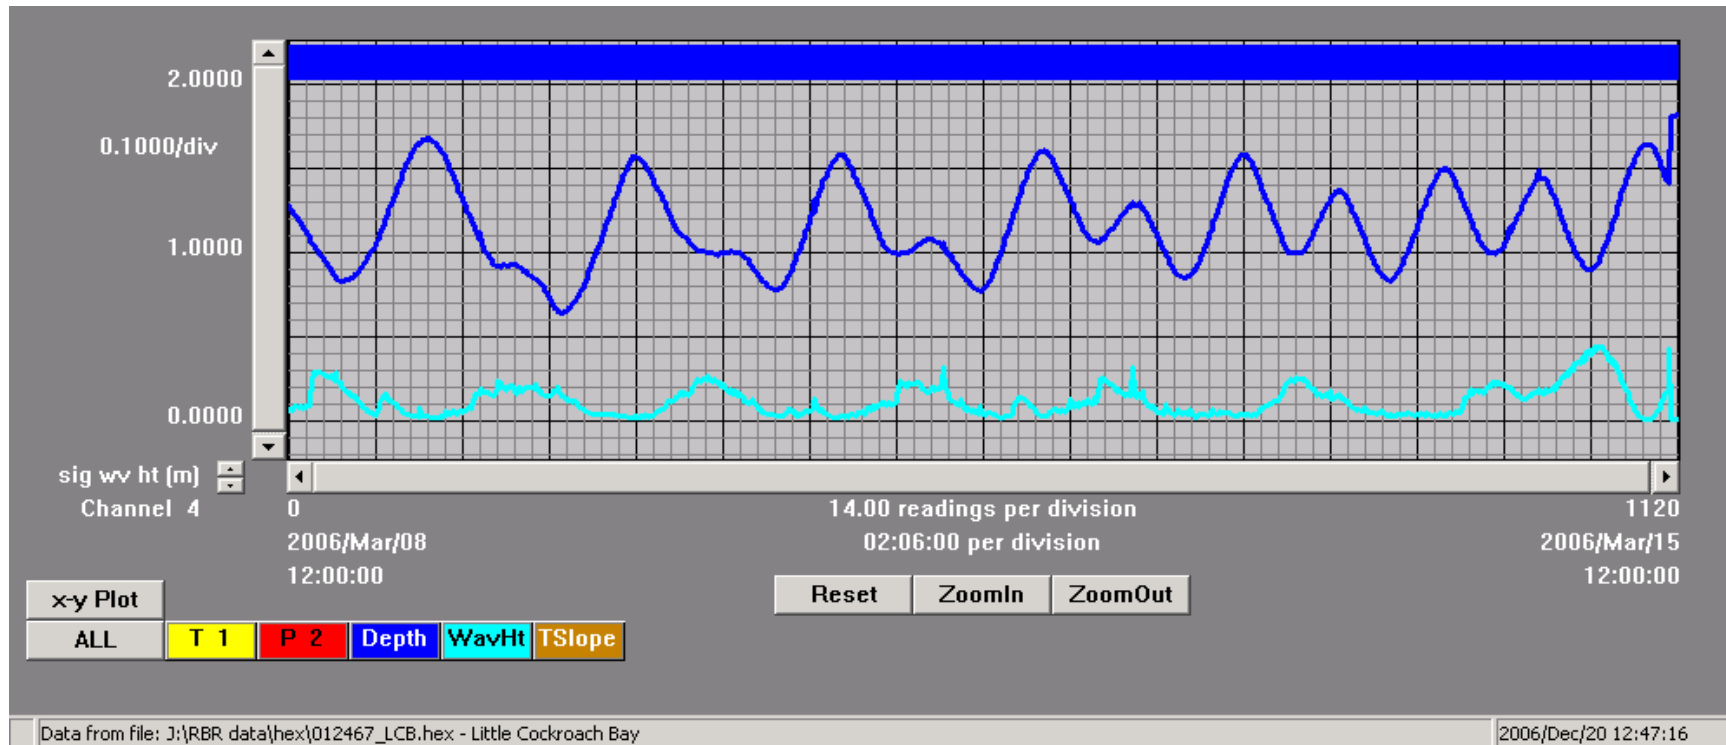 2.0000
0.1000/div
1.0000
0.0000
sig wv ht (m)
Channel 4
0 14.00 readings per division 1120
2006/Mar/08 02:06:00 per division 2006/Mar/15
12:00:00 12:00:00
Reset ZoomIn ZoomOut
x-y Plot
ALL T 1 P 2 Depth WavHt TSlope
Data from file: J:\RBR data\hex\012467_LCB.hex - Little Cockroach Bay 2006/Dec/20 12:47:16